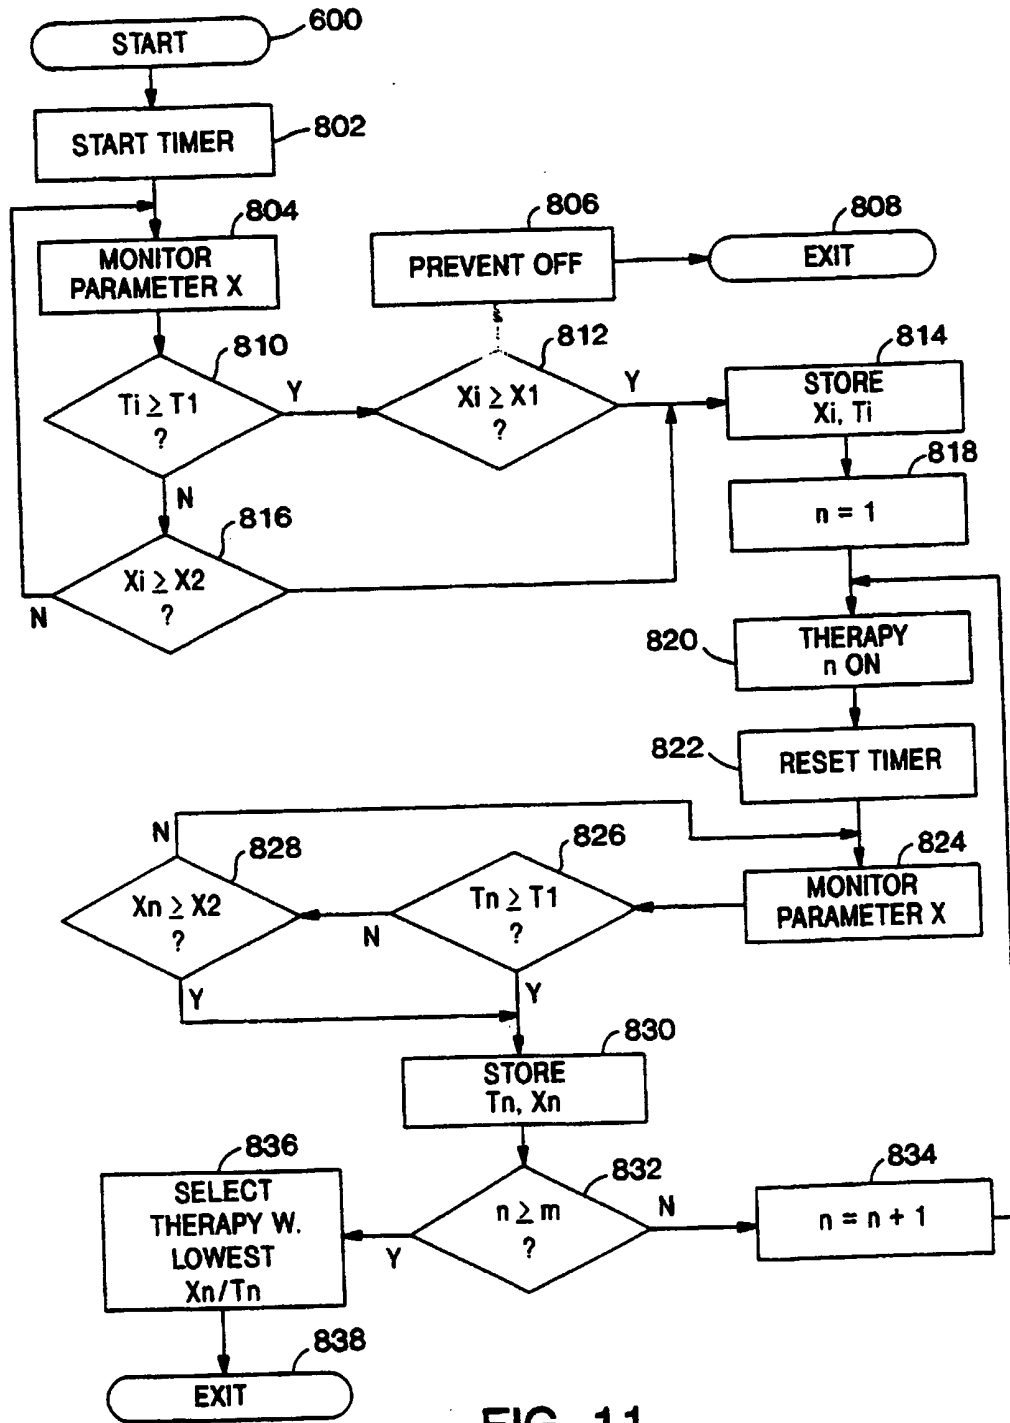 START
600
START TIMER
802
804
MONITOR
PARAMETER X
806
PREVENT OFF
808
EXIT
810
Ti ≥ T1
?
Y
N
812
Xi ≥ X1
?
Y
814
STORE
Xi, Ti
816
Xi ≥ X2
?
N
818
n = 1
820
THERAPY
n ON
822
RESET TIMER
824
MONITOR
PARAMETER X
826
Tn ≥ T1
?
N
Y
828
Xn ≥ X2
?
N
Y
830
STORE
Tn, Xn
832
n ≥ m
?
N
Y
834
n = n + 1
836
SELECT
THERAPY W.
LOWEST
Xn/Tn
838
EXIT
FIG. 11